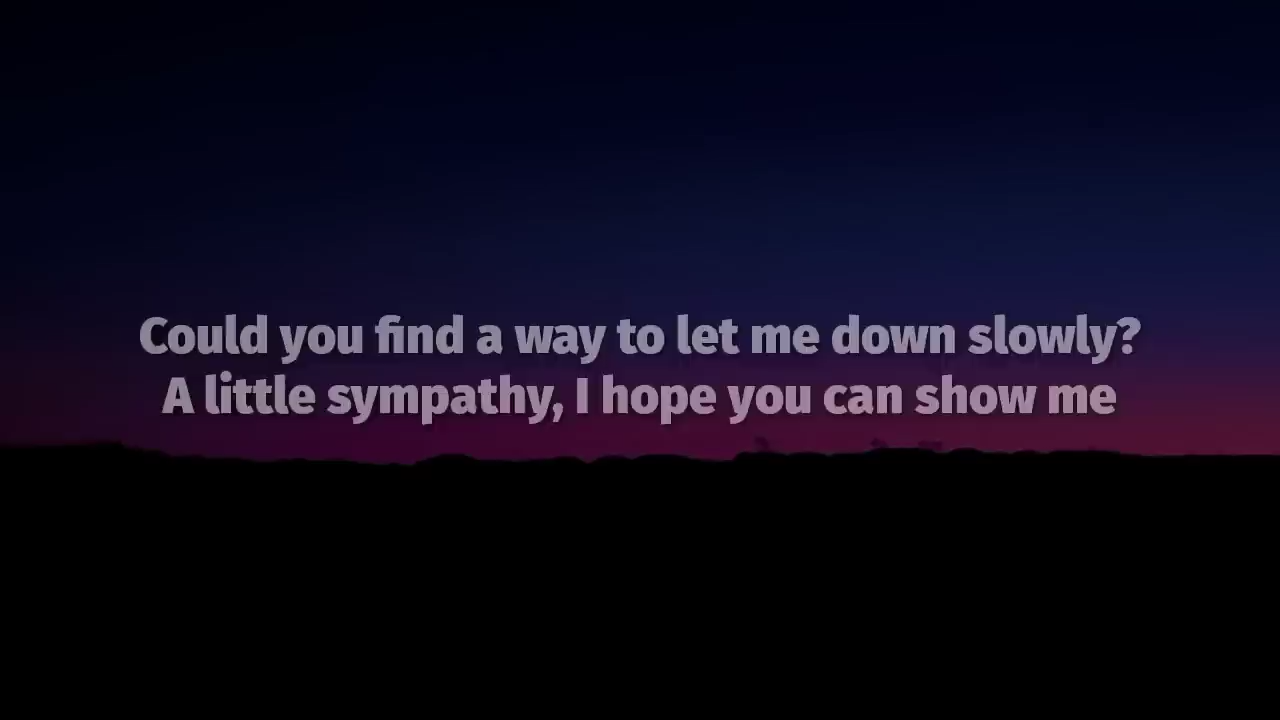 Could you find a way to let me down slowly?
A little sympathy, I hope you can show me